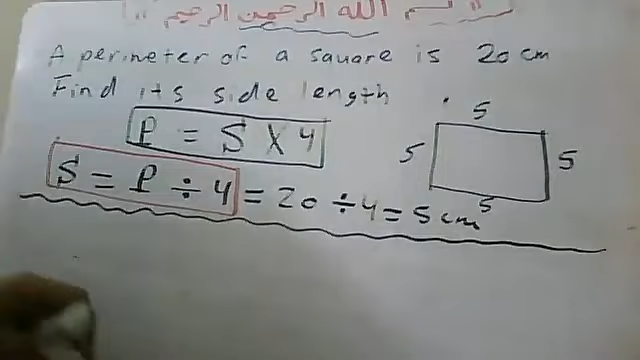 بسم الله الرحمن الرحيم
A perimeter of a square is 20 cm
Find its side length
P = S X 4
S = P ÷ 4 = 20 ÷ 4 = 5 cm
5
5
5
5